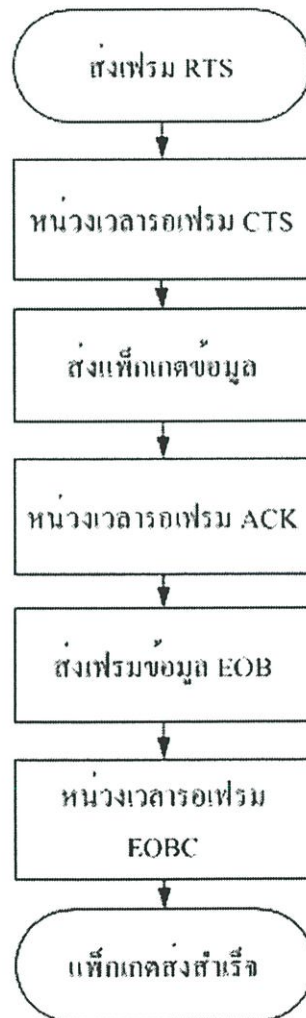 ส่งเฟรม RTS
หน่วงเวลารอเฟรม CTS
ส่งแพ็กเกตข้อมูล
หน่วงเวลารอเฟรม ACK
ส่งเฟรมข้อมูล EOB
หน่วงเวลารอเฟรม
EOBC
แพ็กเกตส่งสำเร็จ